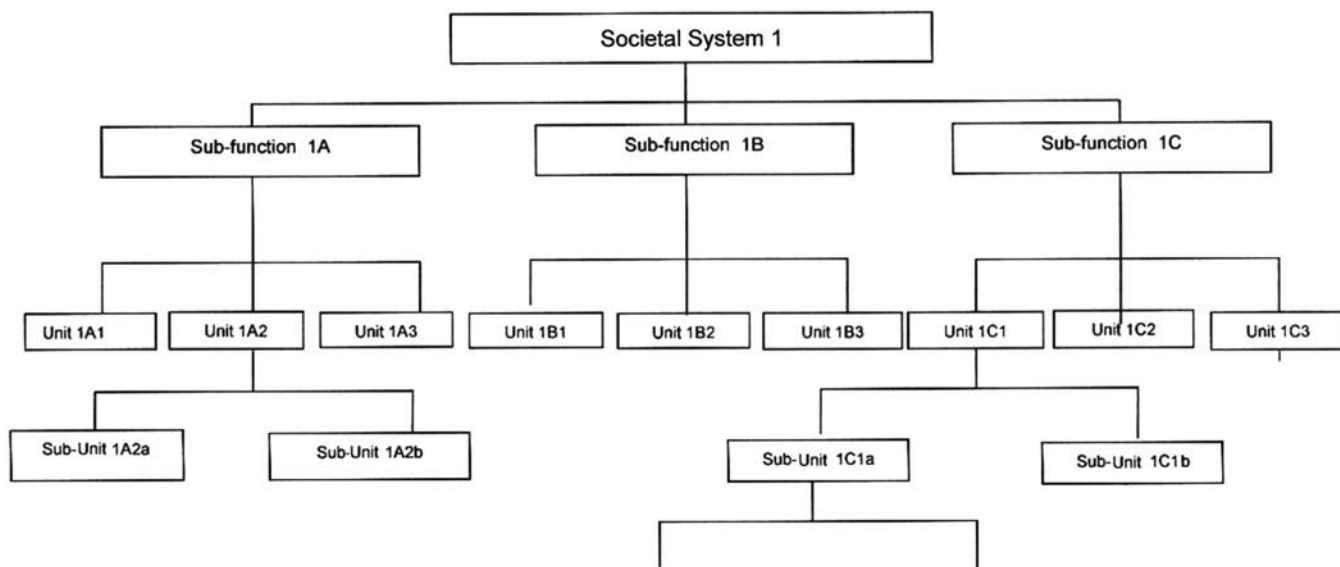 Societal System 1
Sub-function 1A
Sub-function 1B
Sub-function 1C
Unit 1A1
Unit 1A2
Unit 1A3
Unit 1B1
Unit 1B2
Unit 1B3
Unit 1C1
Unit 1C2
Unit 1C3
Sub-Unit 1A2a
Sub-Unit 1A2b
Sub-Unit 1C1a
Sub-Unit 1C1b